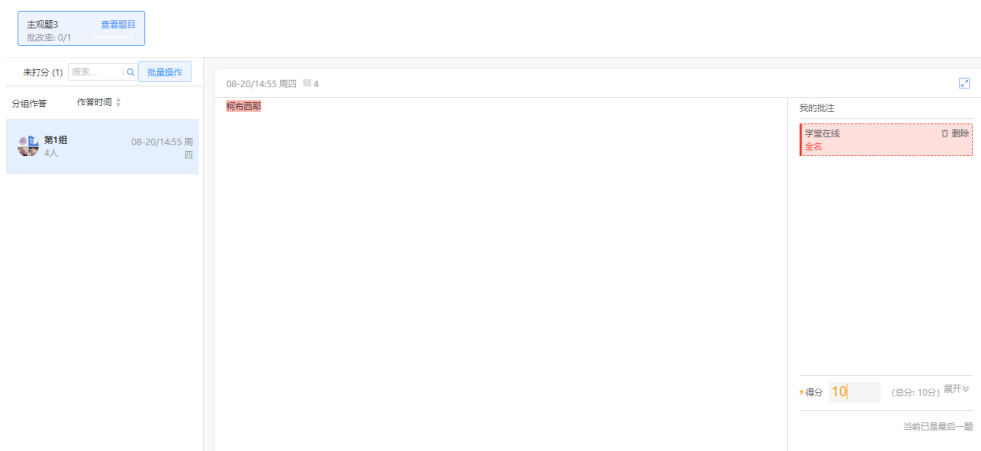 主观题3 查看题目
批改率: 0/1
未打分 (1) 搜索... 批量操作
分组作答 作答时间
第1组 08-20/14:55 周四
4人
08-20/14:55 周四 4
柯布西耶
我的批注
学堂在线 删除
全名
*得分 10 (总分: 10分) 展开
当前已是最后一题